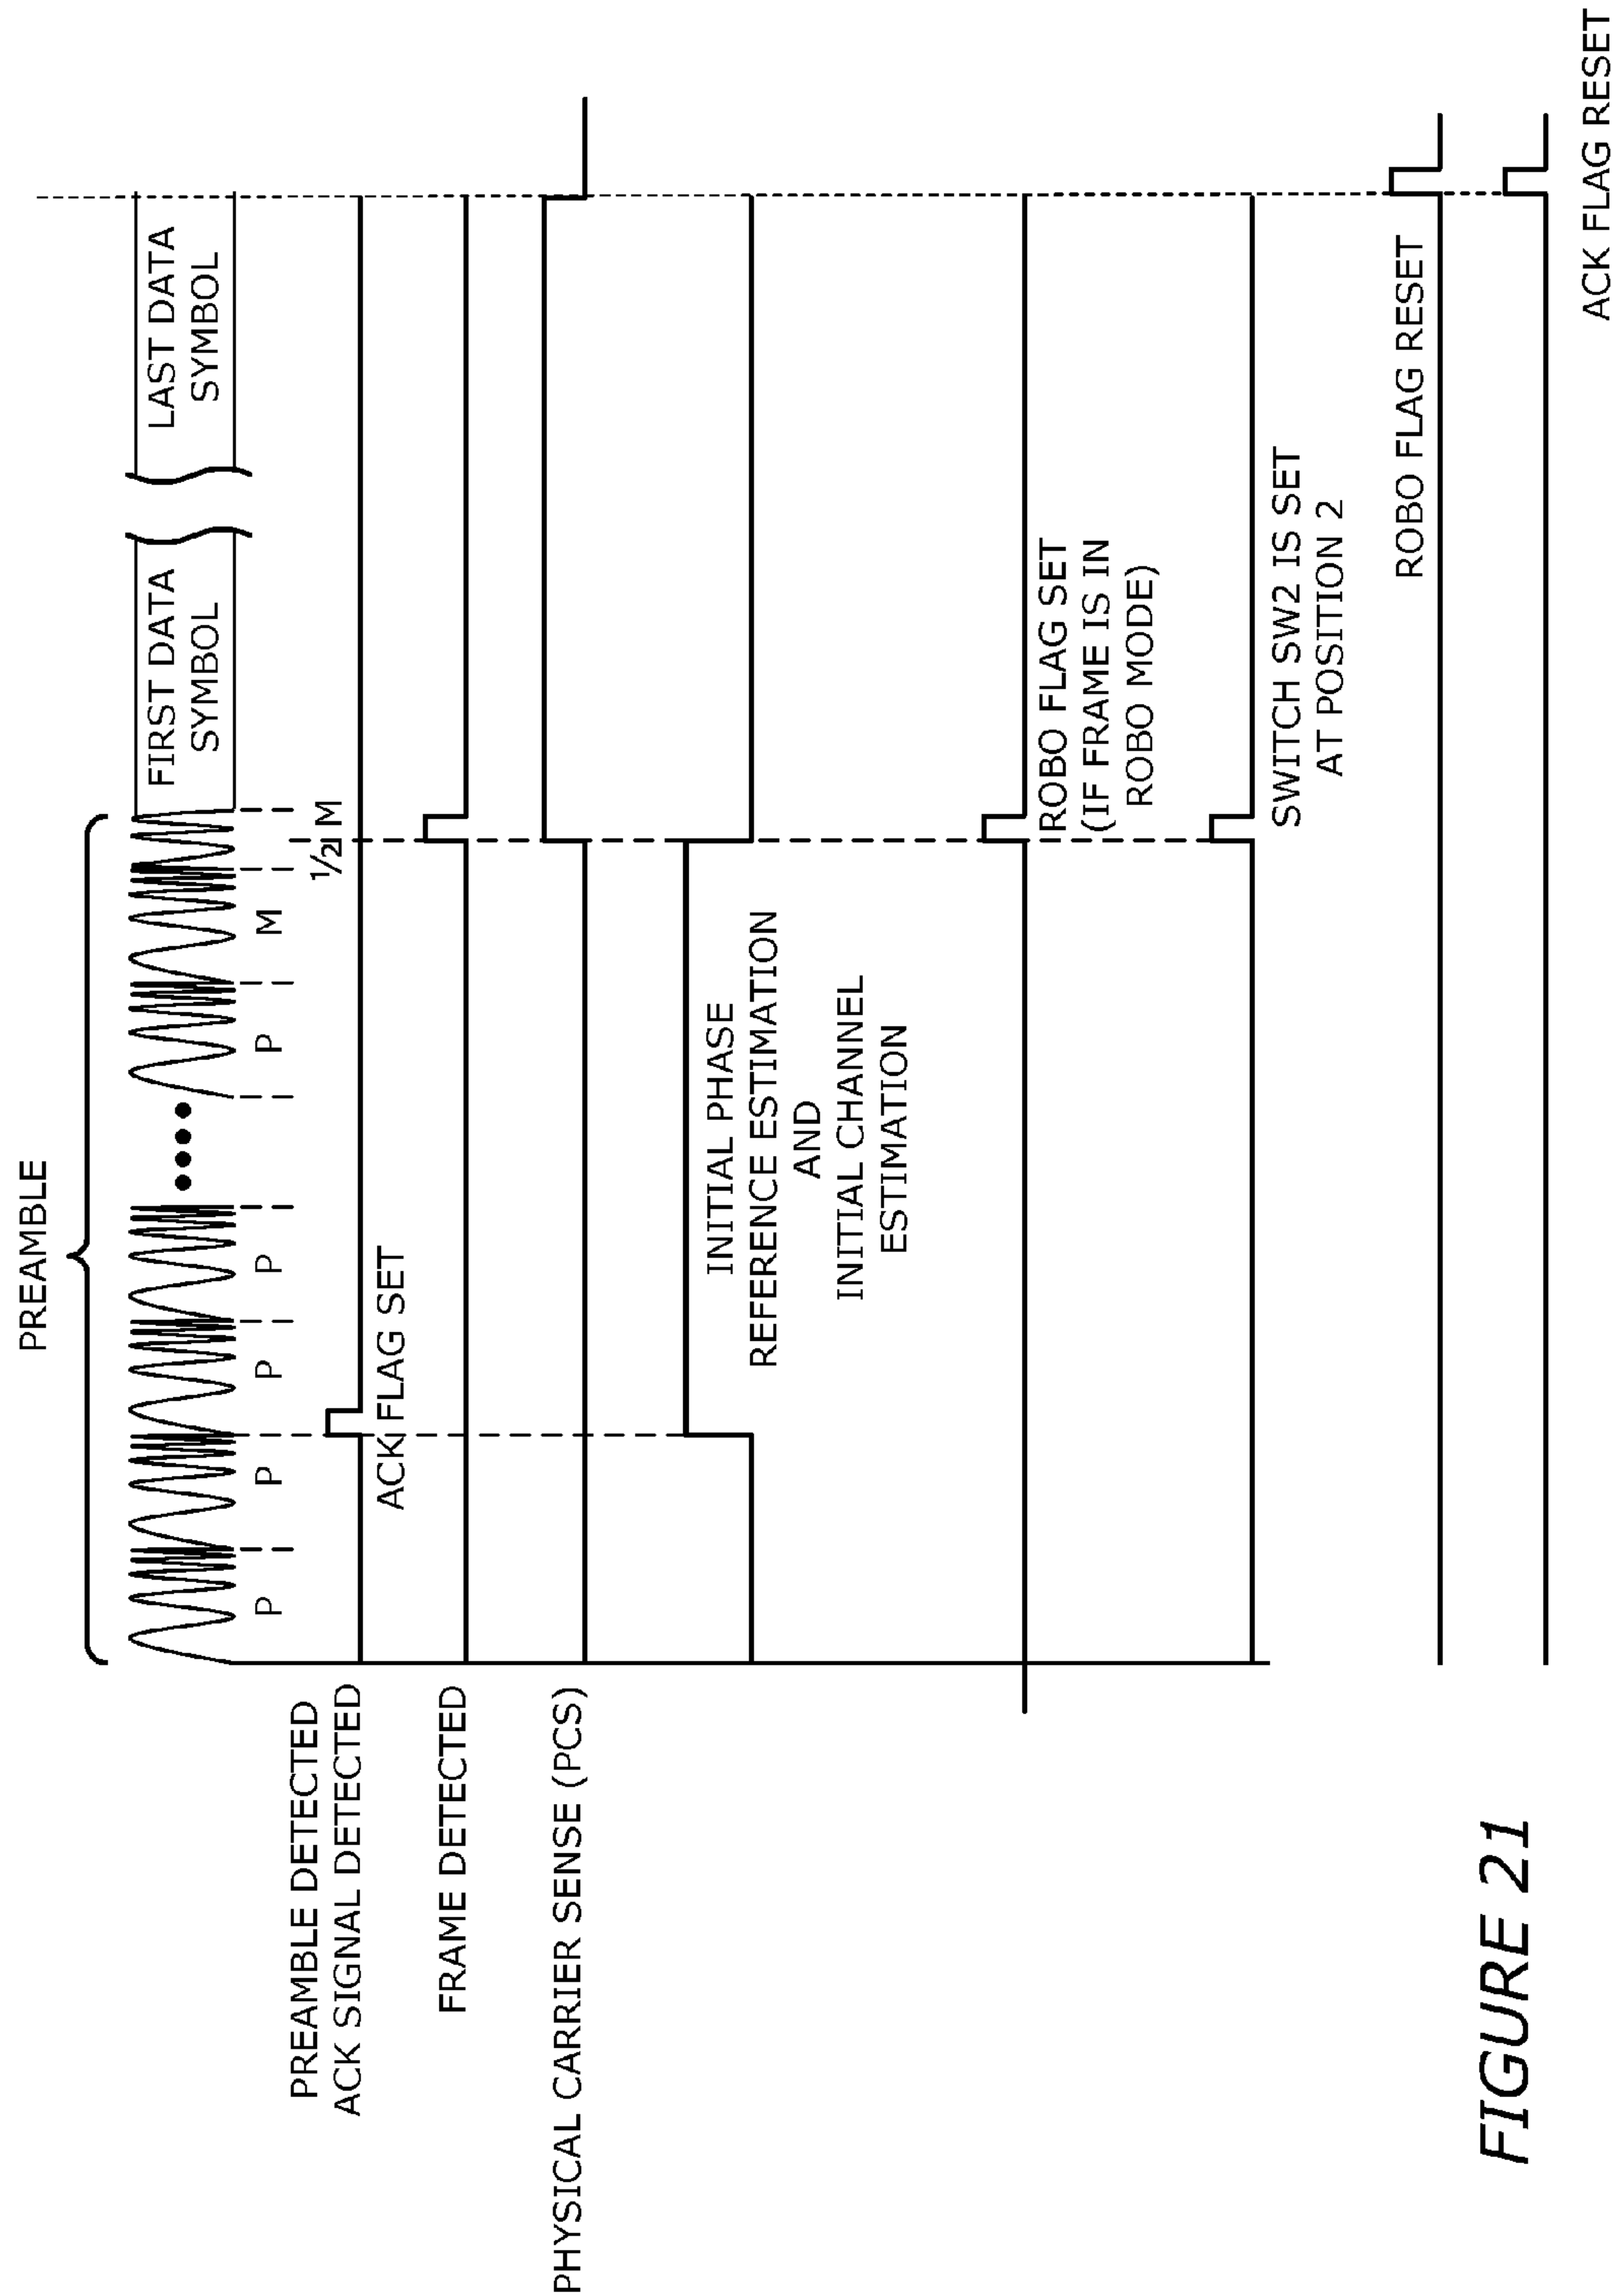 PREAMBLE
FIRST DATA
SYMBOL
LAST DATA
SYMBOL
P P P P P M ½ M
PREAMBLE DETECTED
ACK SIGNAL DETECTED
ACK FLAG SET
FRAME DETECTED
PHYSICAL CARRIER SENSE (PCS)
INITIAL PHASE
REFERENCE ESTIMATION
AND
INITIAL CHANNEL
ESTIMATION
ROBO FLAG SET
(IF FRAME IS IN
ROBO MODE)
SWITCH SW2 IS SET
AT POSITION 2
ROBO FLAG RESET
ACK FLAG RESET
FIGURE 21